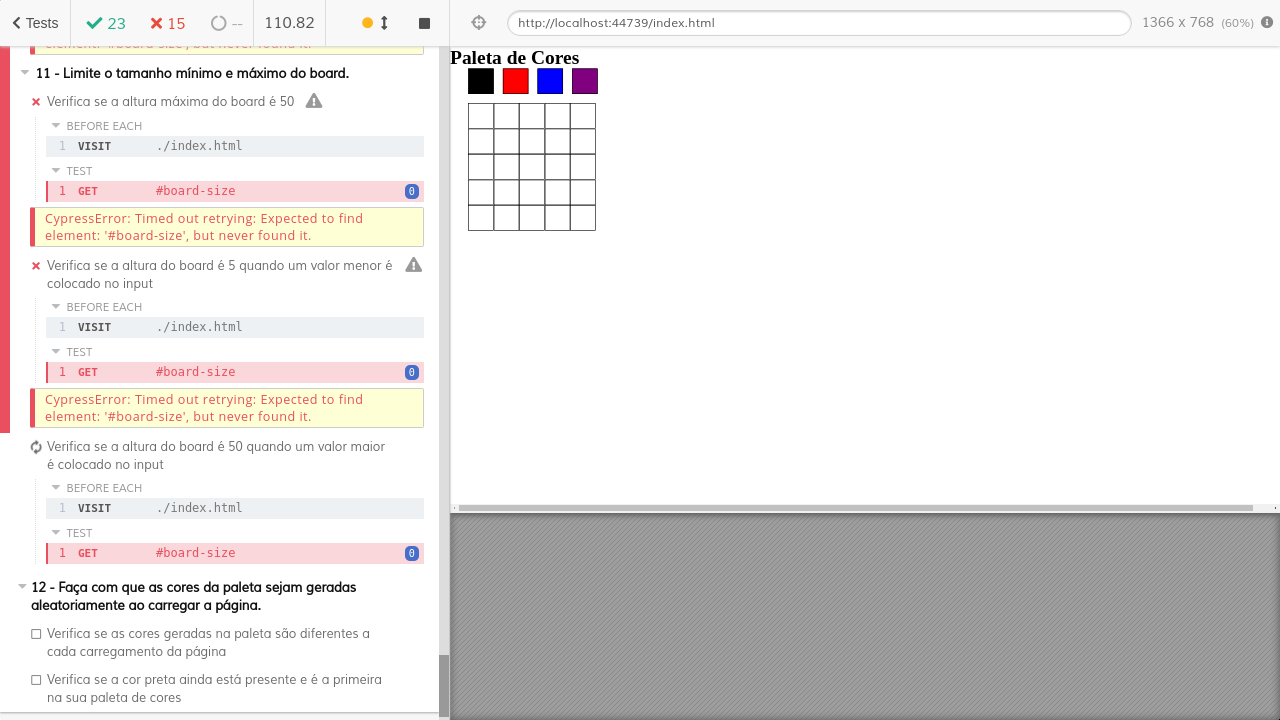 Tests 23 15 -- 110.82
http://localhost:44739/index.html 1366 x 768 (60%)
element: '#board-size', but never found it.
11 - Limite o tamanho mínimo e máximo do board.
Verifica se a altura máxima do board é 50
BEFORE EACH
1 VISIT ./index.html
TEST
1 GET #board-size 0
CypressError: Timed out retrying: Expected to find
element: '#board-size', but never found it.
Verifica se a altura do board é 5 quando um valor menor é
colocado no input
BEFORE EACH
1 VISIT ./index.html
TEST
1 GET #board-size 0
CypressError: Timed out retrying: Expected to find
element: '#board-size', but never found it.
Verifica se a altura do board é 50 quando um valor maior
é colocado no input
BEFORE EACH
1 VISIT ./index.html
TEST
1 GET #board-size 0
12 - Faça com que as cores da paleta sejam geradas
aleatoriamente ao carregar a página.
Verifica se as cores geradas na paleta são diferentes a
cada carregamento da página
Verifica se a cor preta ainda está presente e é a primeira
na sua paleta de cores
Paleta de Cores